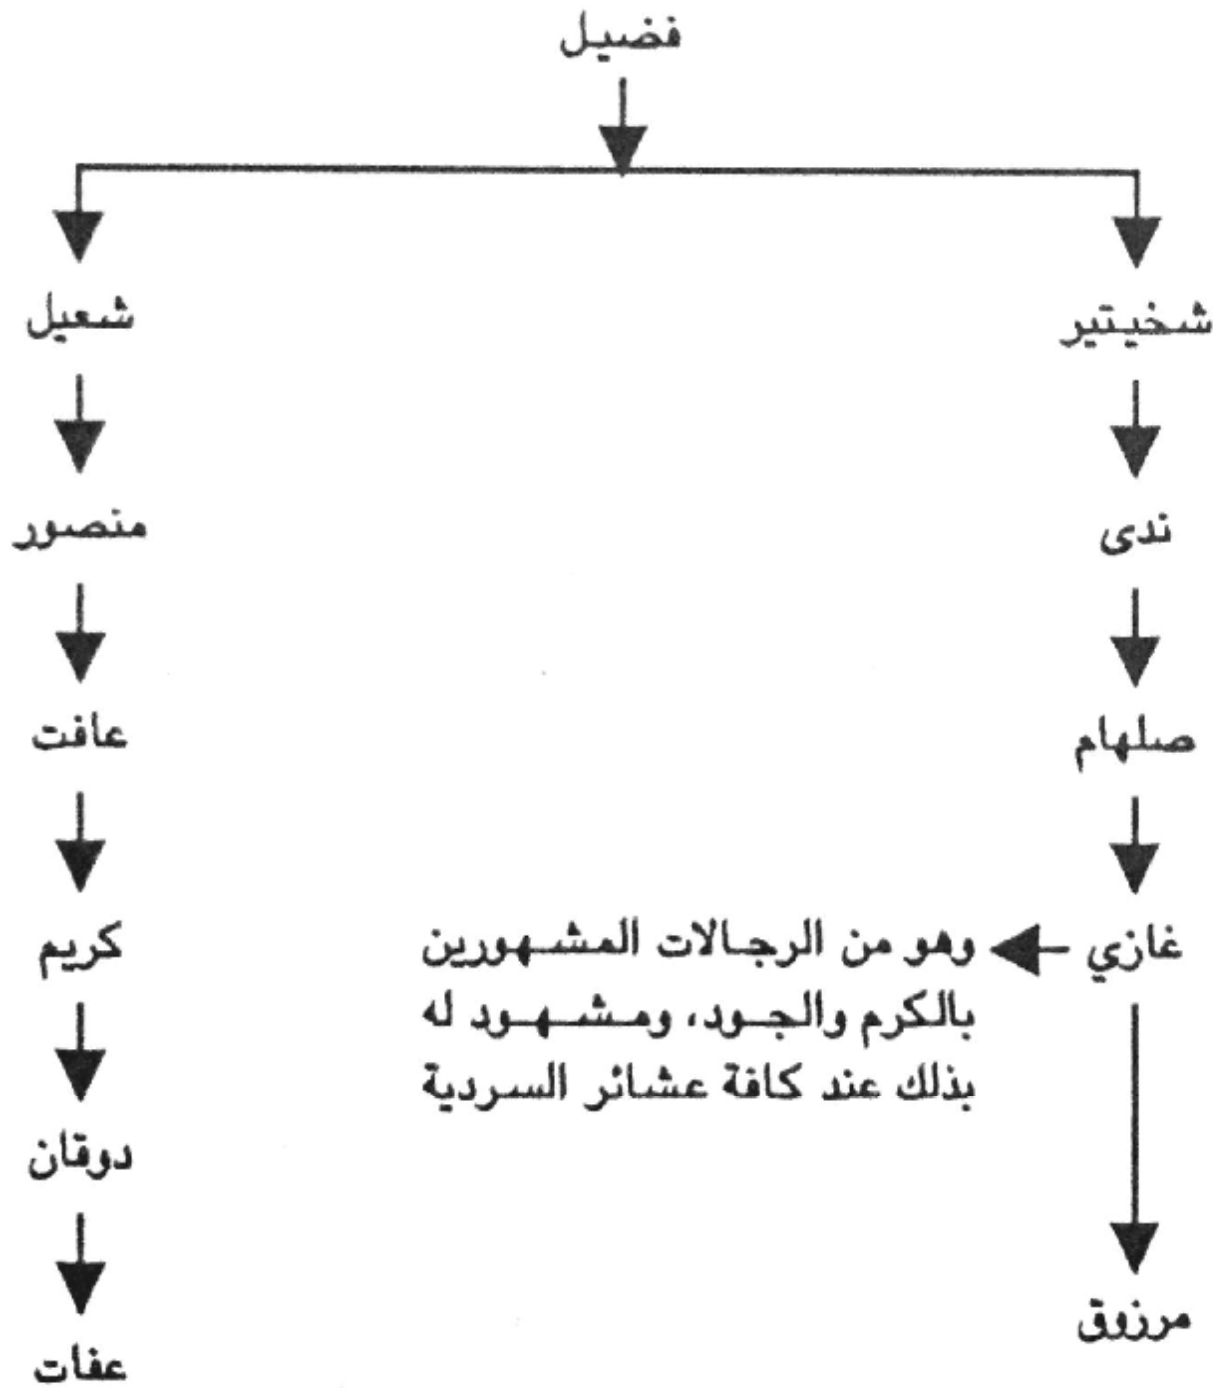 فضيل
شخيتير
شعيل
ندى
منصور
صلهام
عافت
غازي
وهو من الرجالات المشهورين
بالكرم والجود، ومشهود له
بذلك عند كافة عشائر السردية
كريم
دوقان
مرزوق
عفات